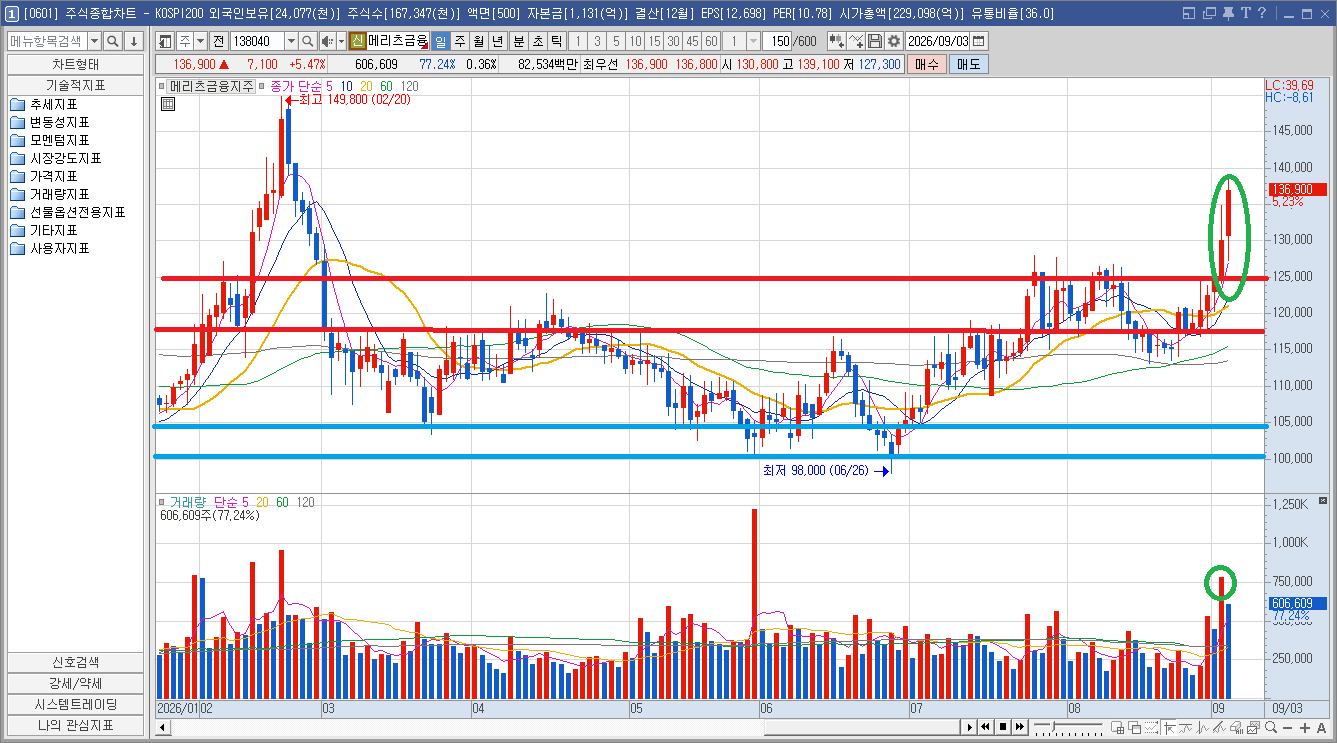 1 [0601] 주식종합차트 - KOSPI200 외국인보유[24,077(천)] 주식수[167,347(천)] 액면[500] 자본금[1,131(억)] 결산[12월] EPS[12,698] PER[10.78] 시가총액[229,098(억)] 유통비율[36.0] T ?
메뉴항목검색 주 전 138040 신 메리츠금융 일 주 월 년 분 초 틱 1 3 5 10 15 30 45 60 1 150 /600 2026/09/03
차트형태 136,900 ▲ 7,100 +5.47% 606,609 77.24% 0.36% 82,534백만 최우선 136,900 136,800 시 130,800 고 139,100 저 127,300 매수 매도
기술적지표
추세지표
변동성지표
모멘텀지표
시장강도지표
가격지표
거래량지표
선물옵션전용지표
기타지표
사용자지표
메리츠금융지주 종가 단순 5 10 20 60 120
최고 149,800 (02/20)
LC:39.69
HC:-8.61
145,000
140,000
136,900
5.23%
130,000
125,000
120,000
115,000
110,000
105,000
100,000
최저 98,000 (06/26)
거래량 단순 5 20 60 120
606,609주(77.24%)
1,250K
1,000K
750,000
606,609
77.24%
250,000
2026/01 02 03 04 05 06 07 08 09 09/03
신호검색
강세/약세
시스템트레이딩
나의 관심지표
A